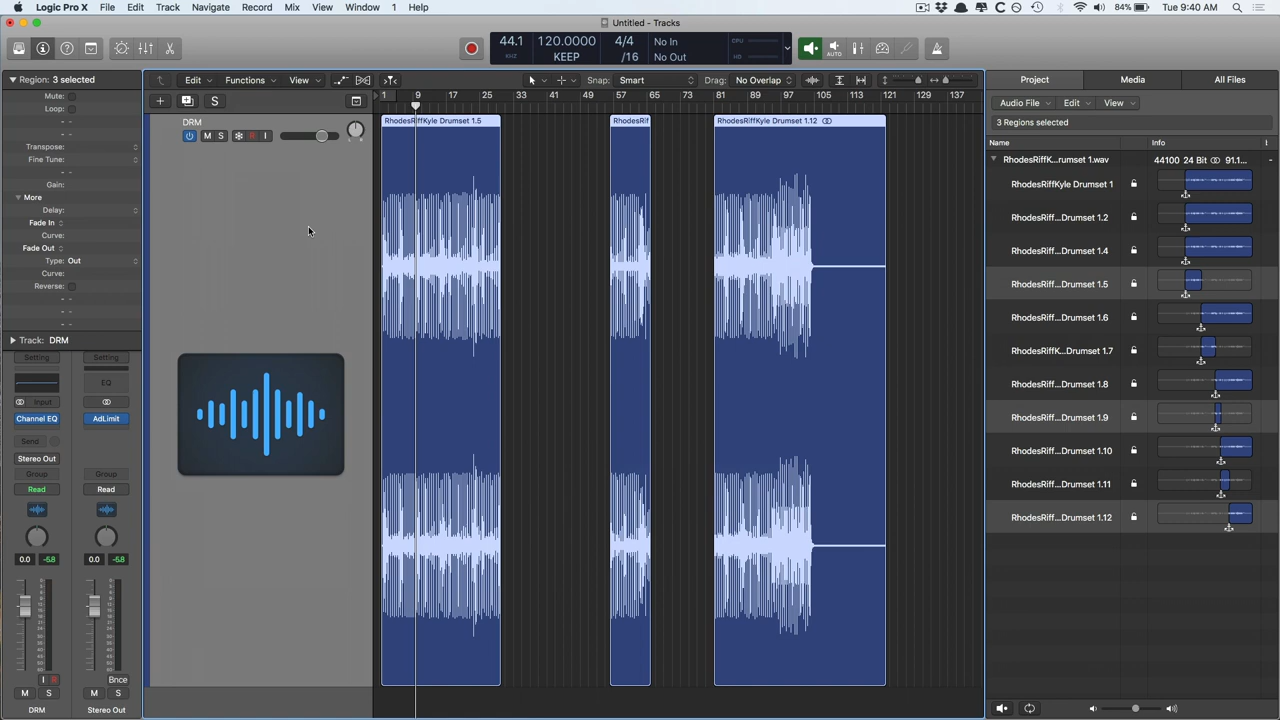 Logic Pro X File Edit Track Navigate Record Mix View Window 1 Help 84% Tue 9:40 AM
Untitled - Tracks
44.1 120.0000 4/4 No In CPU
KHZ KEEP /16 No Out HD
AUTO
Region: 3 selected
Mute:
Loop:
Transpose:
Fine Tune:
Gain:
More
Delay:
Fade In
Curve:
Fade Out
Type: Out
Curve:
Reverse:
Track: DRM
Setting Setting
EQ
Input
Channel EQ AdLimit
Send
Stereo Out
Group Group
Read Read
0.0 -5.8 0.0 -5.8
I R Bnce
M S M S
DRM Stereo Out
Edit Functions View Snap: Smart Drag: No Overlap
S
1 9 17 25 33 41 49 57 65 73 81 89 97 105 113 121 129 137
DRM
M S R I
L R
RhodesRiffKyle Drumset 1.5 RhodesRif RhodesRiffKyle Drumset 1.12
Project Media All Files
Audio File Edit View
3 Regions selected
Name Info
RhodesRiffK...rumset 1.wav 44100 24 Bit 91.1...
RhodesRiffKyle Drumset 1
RhodesRiff...Drumset 1.2
RhodesRiff...Drumset 1.4
RhodesRiff...Drumset 1.5
RhodesRiff...Drumset 1.6
RhodesRiffK...Drumset 1.7
RhodesRiff...Drumset 1.8
RhodesRiff...Drumset 1.9
RhodesRiff...Drumset 1.10
RhodesRiff...Drumset 1.11
RhodesRiff...Drumset 1.12